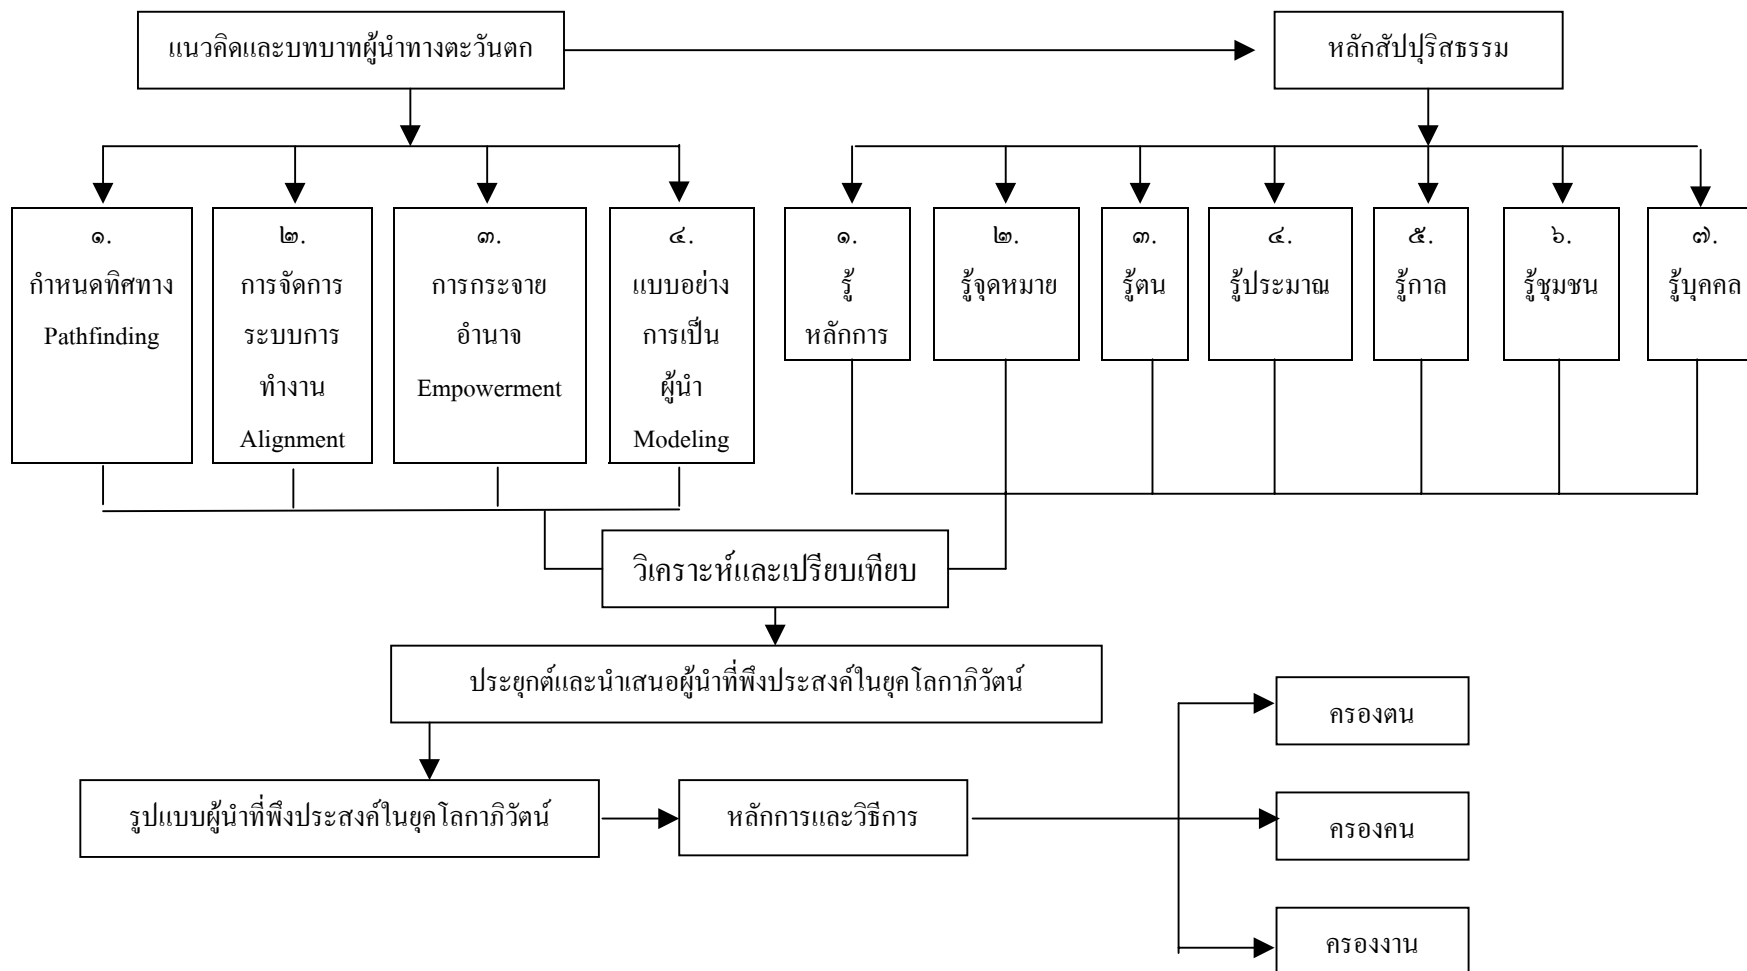 แนวคิดและบทบาทผู้นำทางตะวันตก
หลักสัปปุริสธรรม
๑.
กำหนดทิศทาง
Pathfinding
๒.
การจัดการ
ระบบการ
ทำงาน
Alignment
๓.
การกระจาย
อำนาจ
Empowerment
๔.
แบบอย่าง
การเป็น
ผู้นำ
Modeling
๑.
รู้
หลักการ
๒.
รู้จุดหมาย
๓.
รู้ตน
๔.
รู้ประมาณ
๕.
รู้กาล
๖.
รู้ชุมชน
๗.
รู้บุคคล
วิเคราะห์และเปรียบเทียบ
ประยุกต์และนำเสนอผู้นำที่พึงประสงค์ในยุคโลกาภิวัตน์
รูปแบบผู้นำที่พึงประสงค์ในยุคโลกาภิวัตน์
หลักการและวิธีการ
ครองตน
ครองคน
ครองงาน